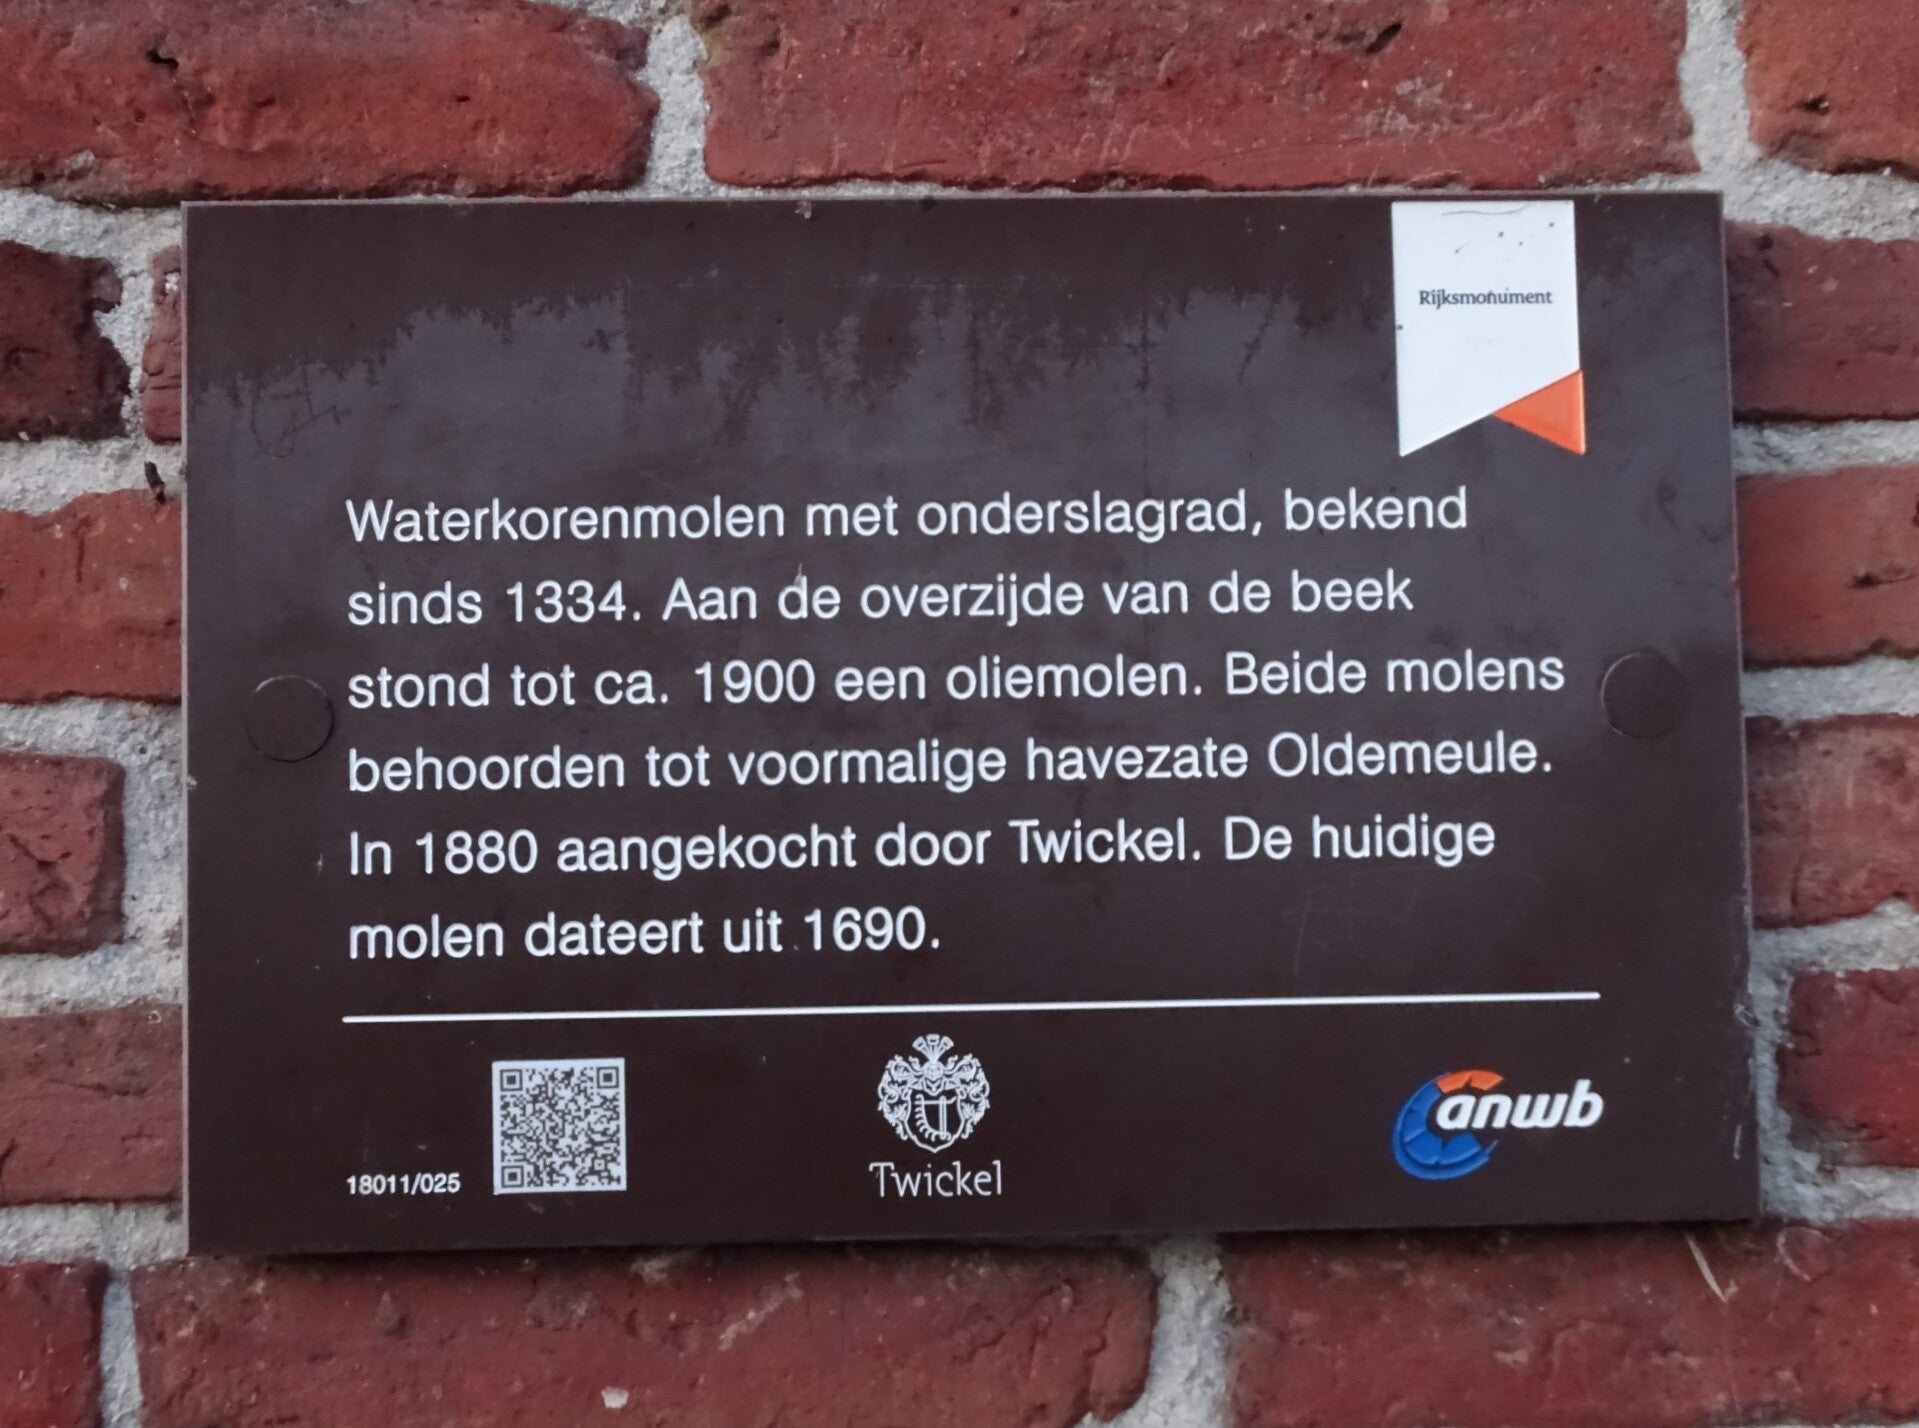 Rijksmonument
Waterkorenmolen met onderslagrad, bekend
sinds 1334. Aan de overzijde van de beek
stond tot ca. 1900 een oliemolen. Beide molens
behoorden tot voormalige havezate Oldemeule.
In 1880 aangekocht door Twickel. De huidige
molen dateert uit 1690.
18011/025
Twickel
anwb